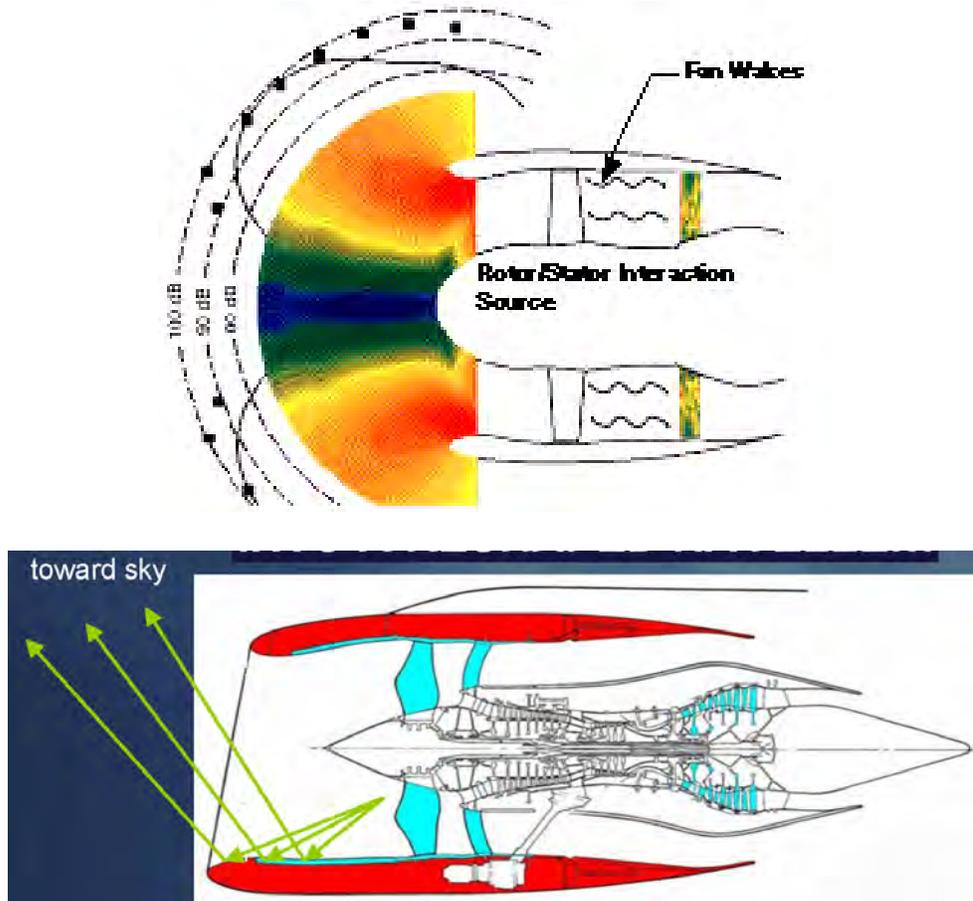 Fan Wakes
Rotor/Stator Interaction
Source
100 dB
90 dB
80 dB
toward sky